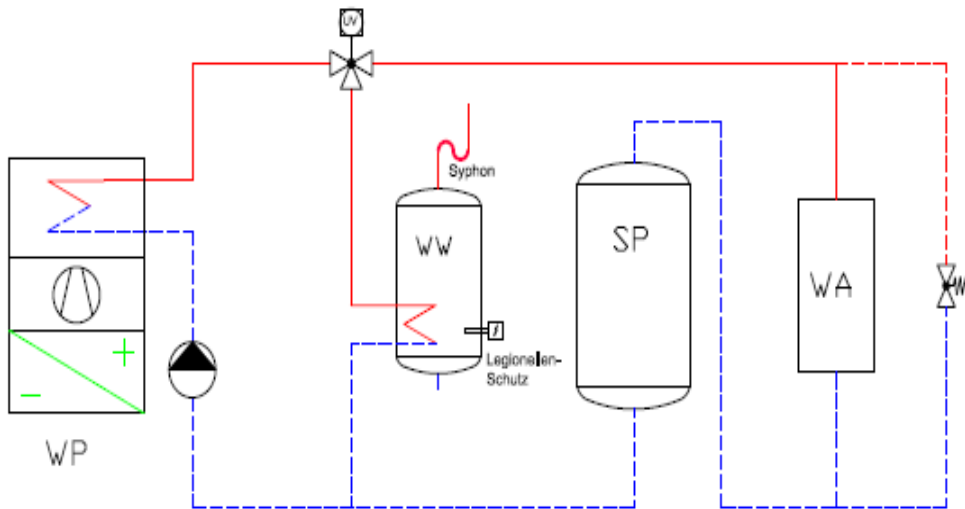 UV
Syphon
WW
SP
WA
Legionellen-
Schutz
+
-
WP